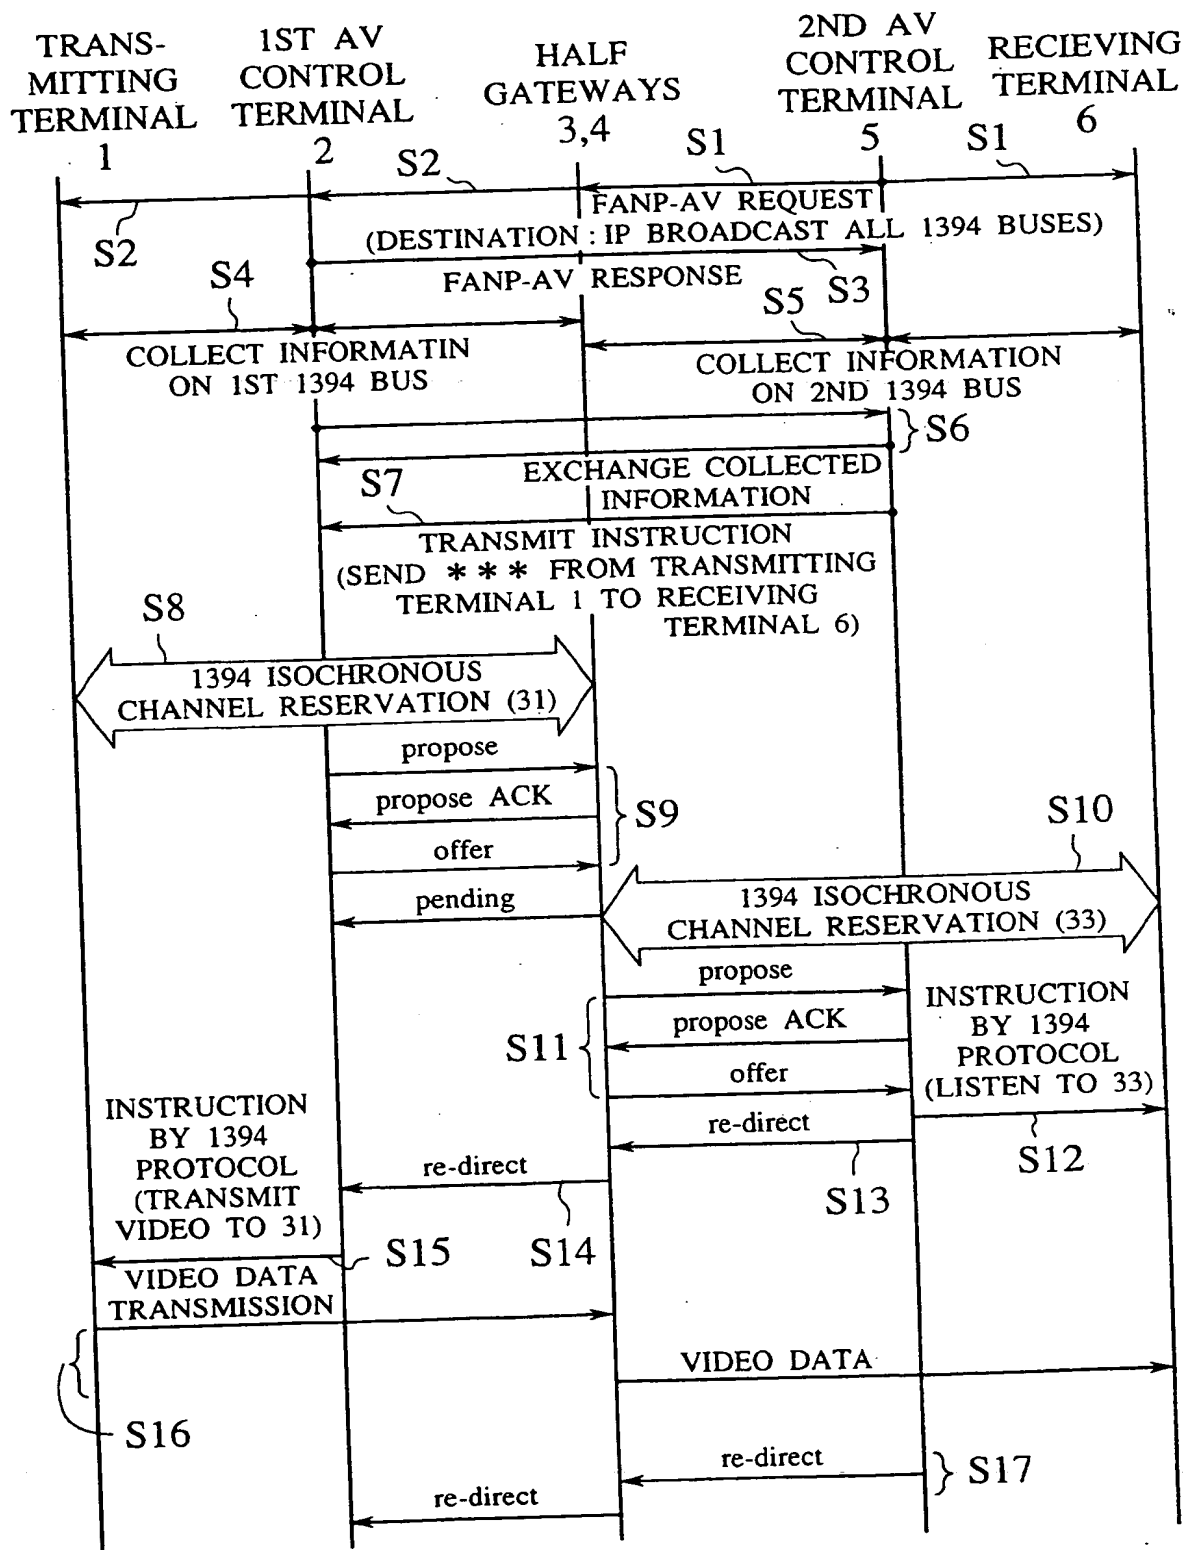 TRANS-
MITTING
TERMINAL
1
1ST AV
CONTROL
TERMINAL
2
HALF
GATEWAYS
3,4
2ND AV
CONTROL
TERMINAL
5
RECIEVING
TERMINAL
6
S2
S1
S1
S2
FANP-AV REQUEST
(DESTINATION : IP BROADCAST ALL 1394 BUSES)
S4
FANP-AV RESPONSE
S3
S5
COLLECT INFORMATIN
ON 1ST 1394 BUS
COLLECT INFORMATION
ON 2ND 1394 BUS
S6
S7
EXCHANGE COLLECTED
INFORMATION
TRANSMIT INSTRUCTION
(SEND *** FROM TRANSMITTING
TERMINAL 1 TO RECEIVING
TERMINAL 6)
S8
1394 ISOCHRONOUS
CHANNEL RESERVATION (31)
propose
propose ACK
S9
offer
S10
pending
1394 ISOCHRONOUS
CHANNEL RESERVATION (33)
propose
propose ACK
S11
offer
INSTRUCTION
BY 1394
PROTOCOL
(LISTEN TO 33)
re-direct
S12
INSTRUCTION
BY 1394
PROTOCOL
(TRANSMIT
VIDEO TO 31)
re-direct
S13
S15
S14
VIDEO DATA
TRANSMISSION
VIDEO DATA
S16
re-direct
S17
re-direct